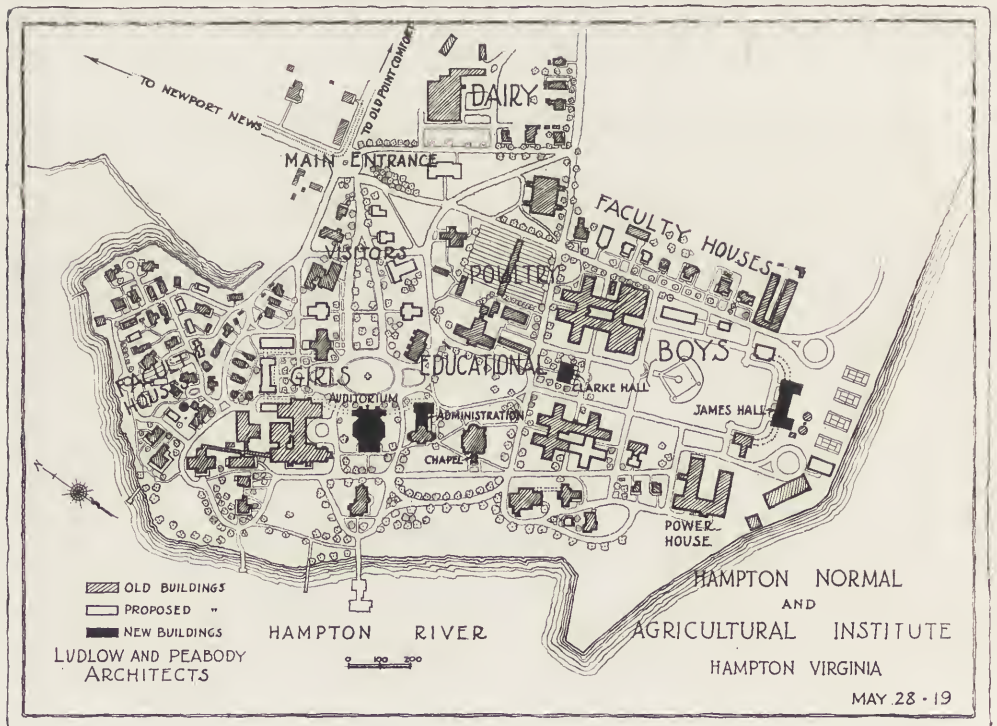 TO NEWPORT NEWS
TO OLD POINT COMFORT
DAIRY
MAIN ENTRANCE
FACULTY HOUSES
VISITORS
POULTRY
BOYS
FACULTY
HOUSES
GIRLS
EDUCATIONAL
CLARKE HALL
AUDITORIUM
ADMINISTRATION
JAMES HALL
CHAPEL
POWER
HOUSE
OLD BUILDINGS
PROPOSED "
NEW BUILDINGS
LUDLOW AND PEABODY
ARCHITECTS
HAMPTON RIVER
0 100 200
HAMPTON NORMAL
AND
AGRICULTURAL INSTITUTE
HAMPTON VIRGINIA
MAY 28-19